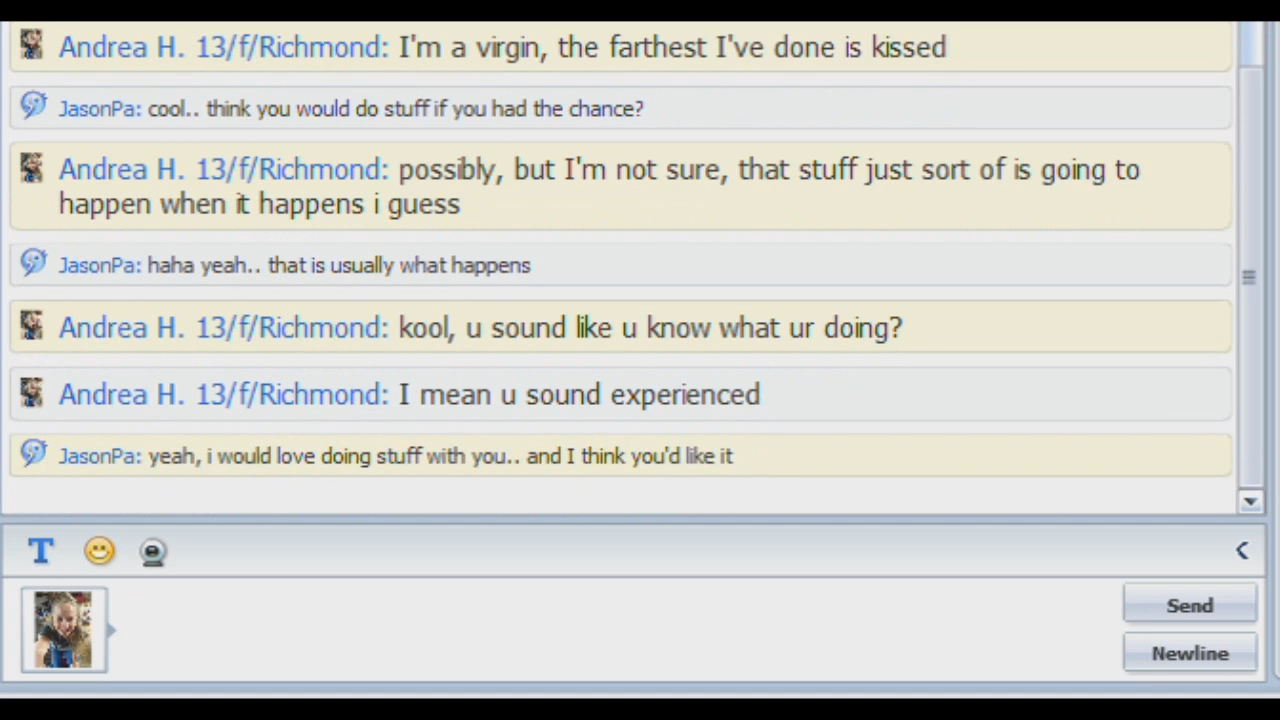 Andrea H. 13/f/Richmond: I'm a virgin, the farthest I've done is kissed
JasonPa: cool.. think you would do stuff if you had the chance?
Andrea H. 13/f/Richmond: possibly, but I'm not sure, that stuff just sort of is going to
happen when it happens i guess
JasonPa: haha yeah.. that is usually what happens
Andrea H. 13/f/Richmond: kool, u sound like u know what ur doing?
Andrea H. 13/f/Richmond: I mean u sound experienced
JasonPa: yeah, i would love doing stuff with you.. and I think you'd like it
T
Send
Newline